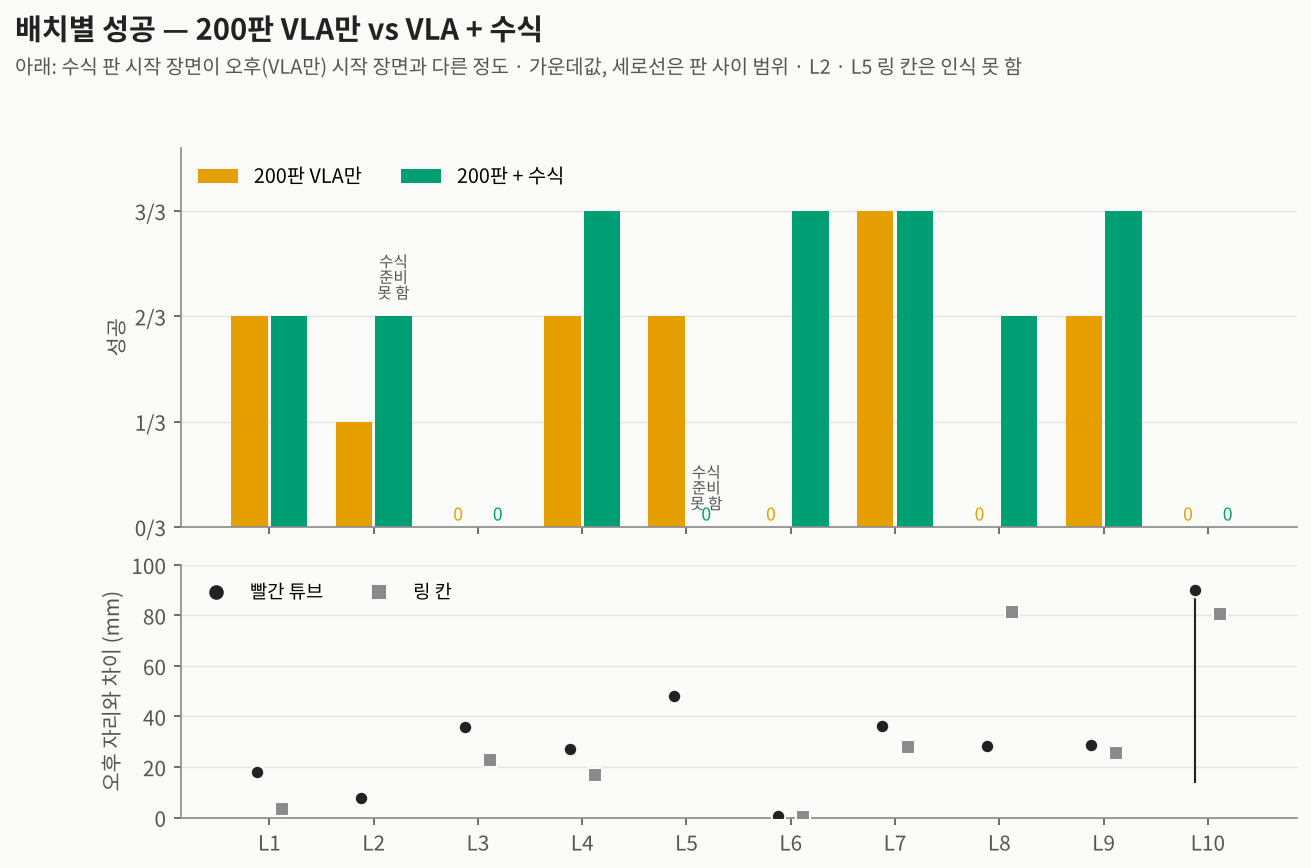 배치별 성공 — 200판 VLA만 vs VLA + 수식
아래: 수식 판 시작 장면이 오후(VLA만) 시작 장면과 다른 정도 · 가운데값, 세로선은 판 사이 범위 · L2 · L5 링 칸은 인식 못 함
200판 VLA만
200판 + 수식
성공
3/3
2/3
1/3
0/3
수식
준비
못 함
수식
준비
못 함
0
0
0
0
0
0
0
빨간 튜브
링 칸
오후 자리와 차이 (mm)
100
80
60
40
20
0
L1
L2
L3
L4
L5
L6
L7
L8
L9
L10